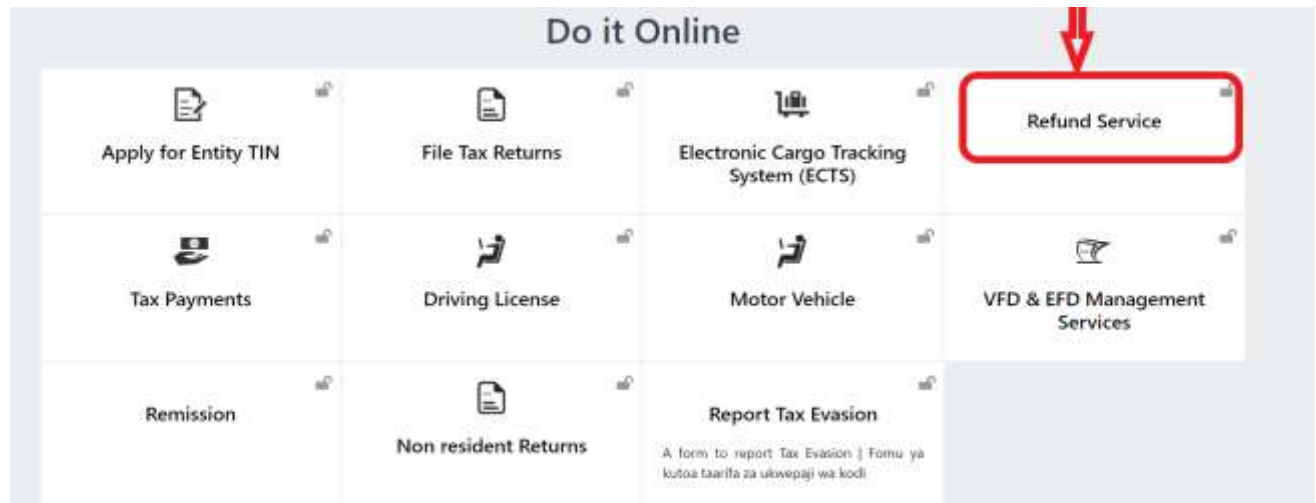 Do it Online
Apply for Entity TIN
File Tax Returns
Electronic Cargo Tracking
System (ECTS)
Refund Service
Tax Payments
Driving License
Motor Vehicle
VFD & EFD Management
Services
Remission
Non resident Returns
Report Tax Evasion
A form to report Tax Evasion | Fomu ya
kutoa taarifa za ukwepaji wa kodi